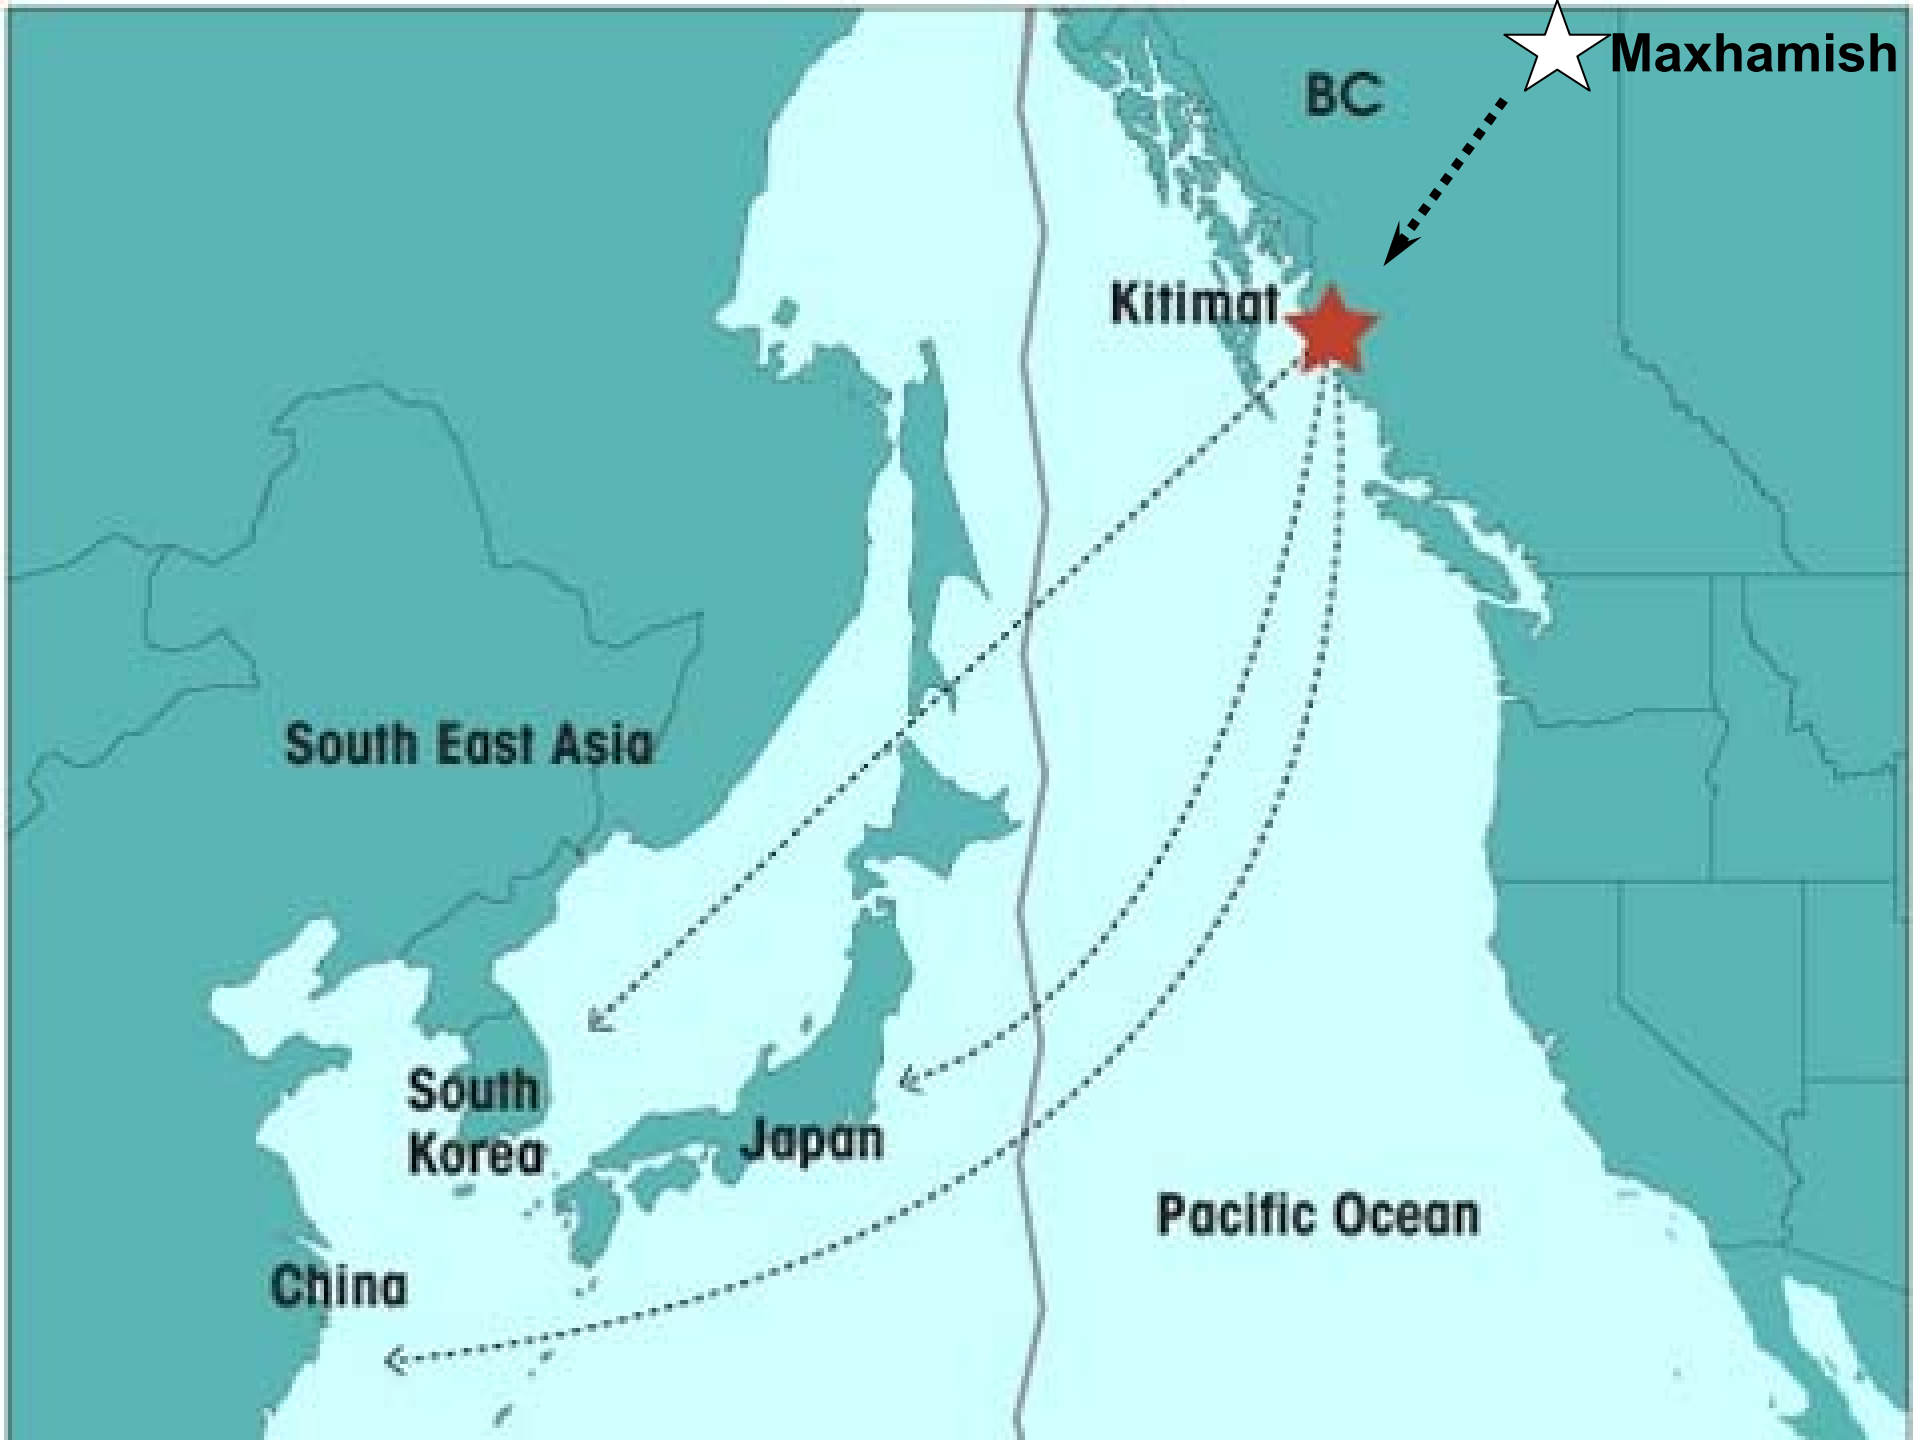 Maxhamish
BC
Kitimat
South East Asia
South
Korea
Japan
Pacific Ocean
China